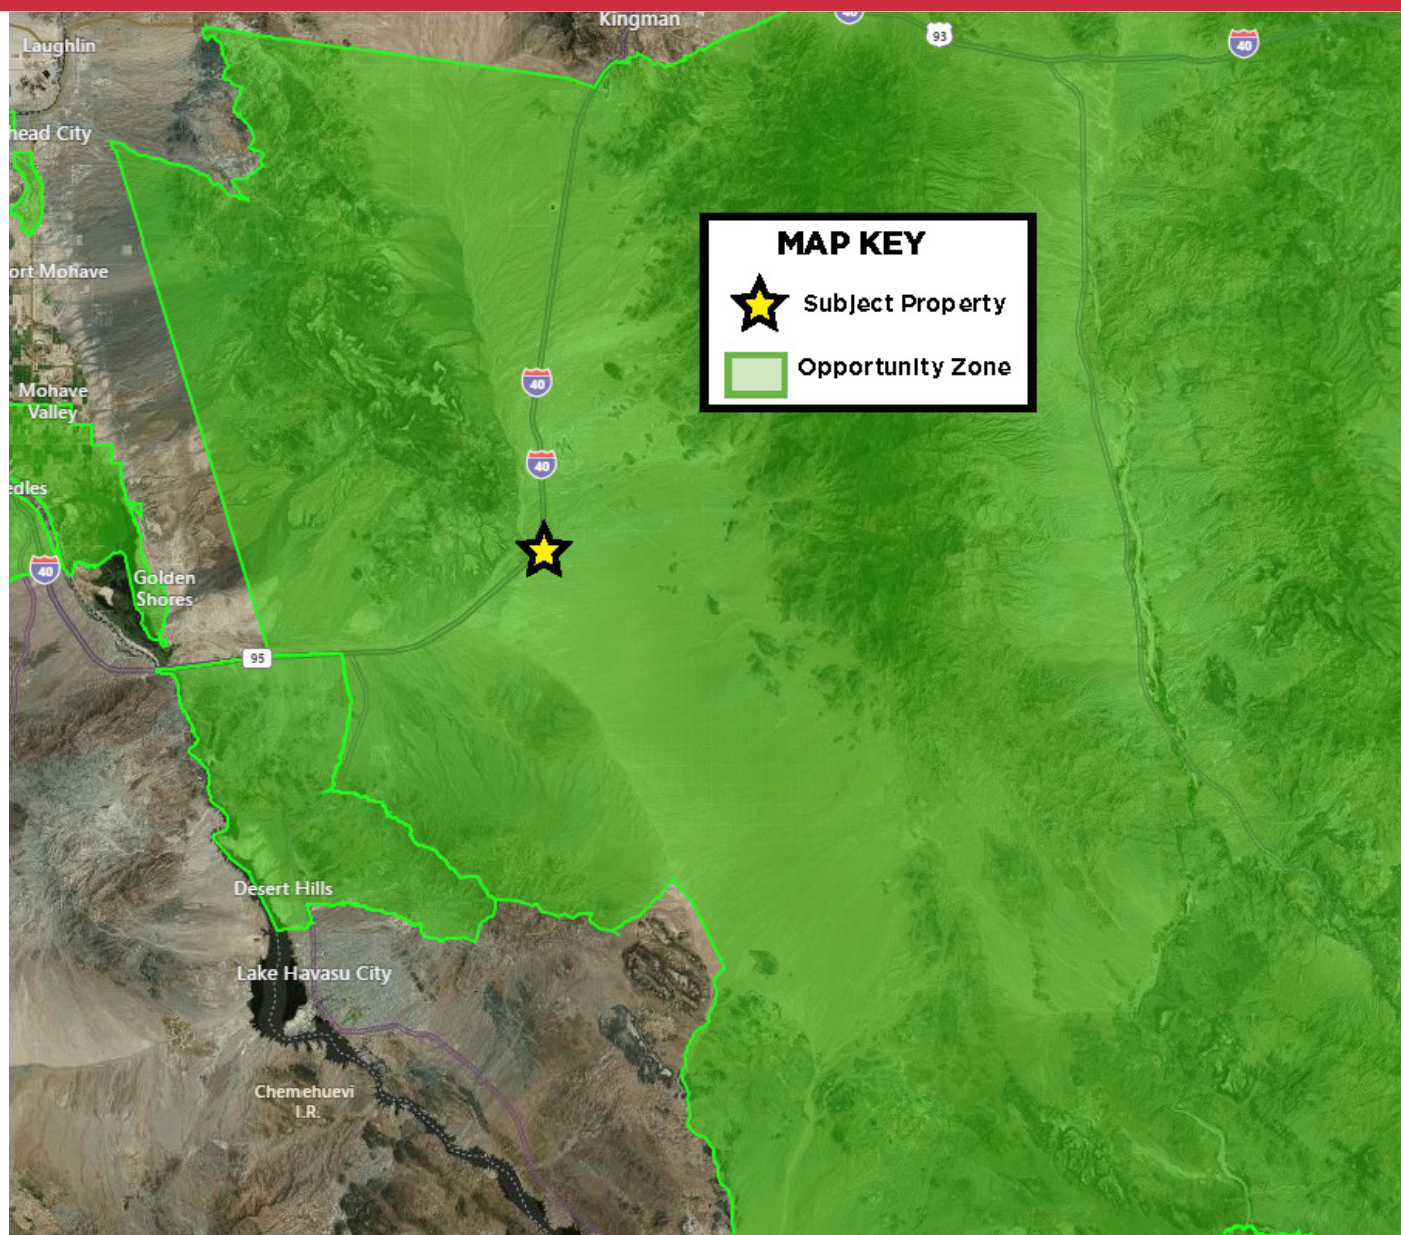 Kingman
40
93
40
Laughlin
head City
ort Mohave
MAP KEY
Subject Property
Opportunity Zone
40
Mohave
Valley
40
edles
40
Golden
Shores
95
Desert Hills
Lake Havasu City
Chemehuevi
I.R.